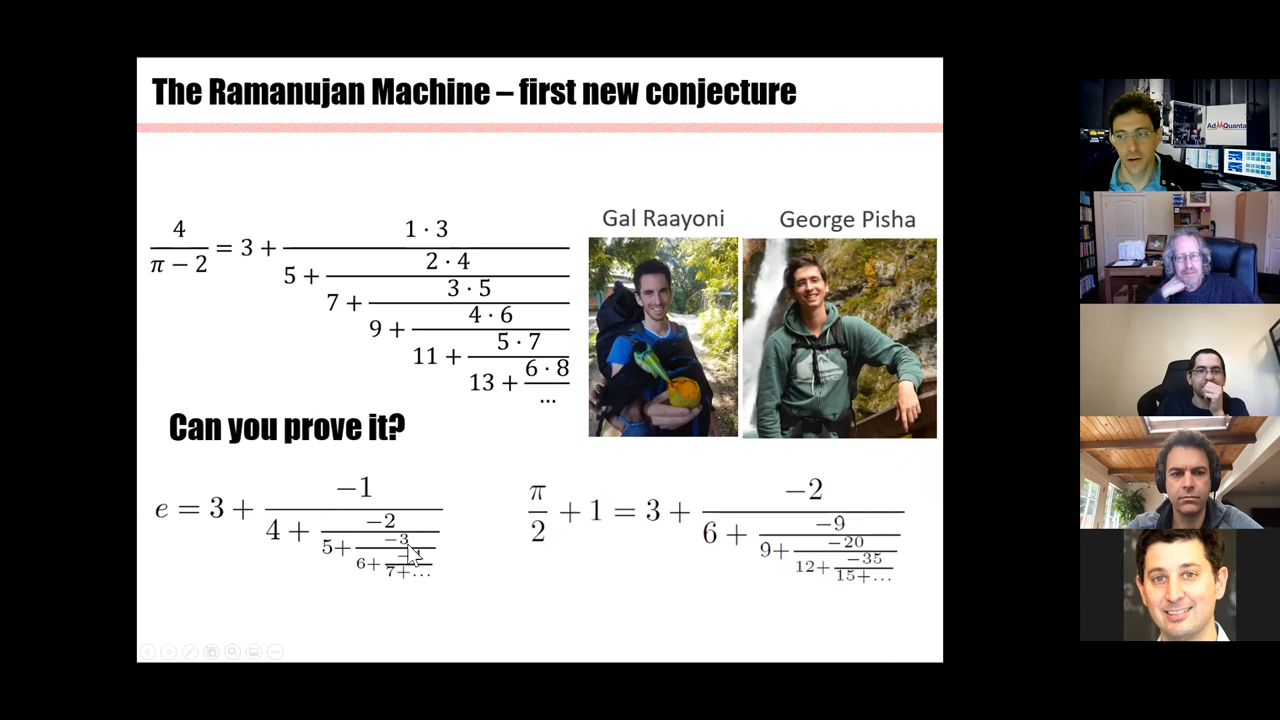 The Ramanujan Machine – first new conjecture
4/(π − 2) = 3 + (1 · 3)/(5 + (2 · 4)/(7 + (3 · 5)/(9 + (4 · 6)/(11 + (5 · 7)/(13 + (6 · 8)/...)))))
Gal Raayoni
George Pisha
Can you prove it?
e = 3 + (−1)/(4 + (−2)/(5 + (−3)/(6 + −/(7 + ...))))
π/2 + 1 = 3 + (−2)/(6 + (−9)/(9 + (−20)/(12 + (−35)/(15 + ...))))
AdMQuanta